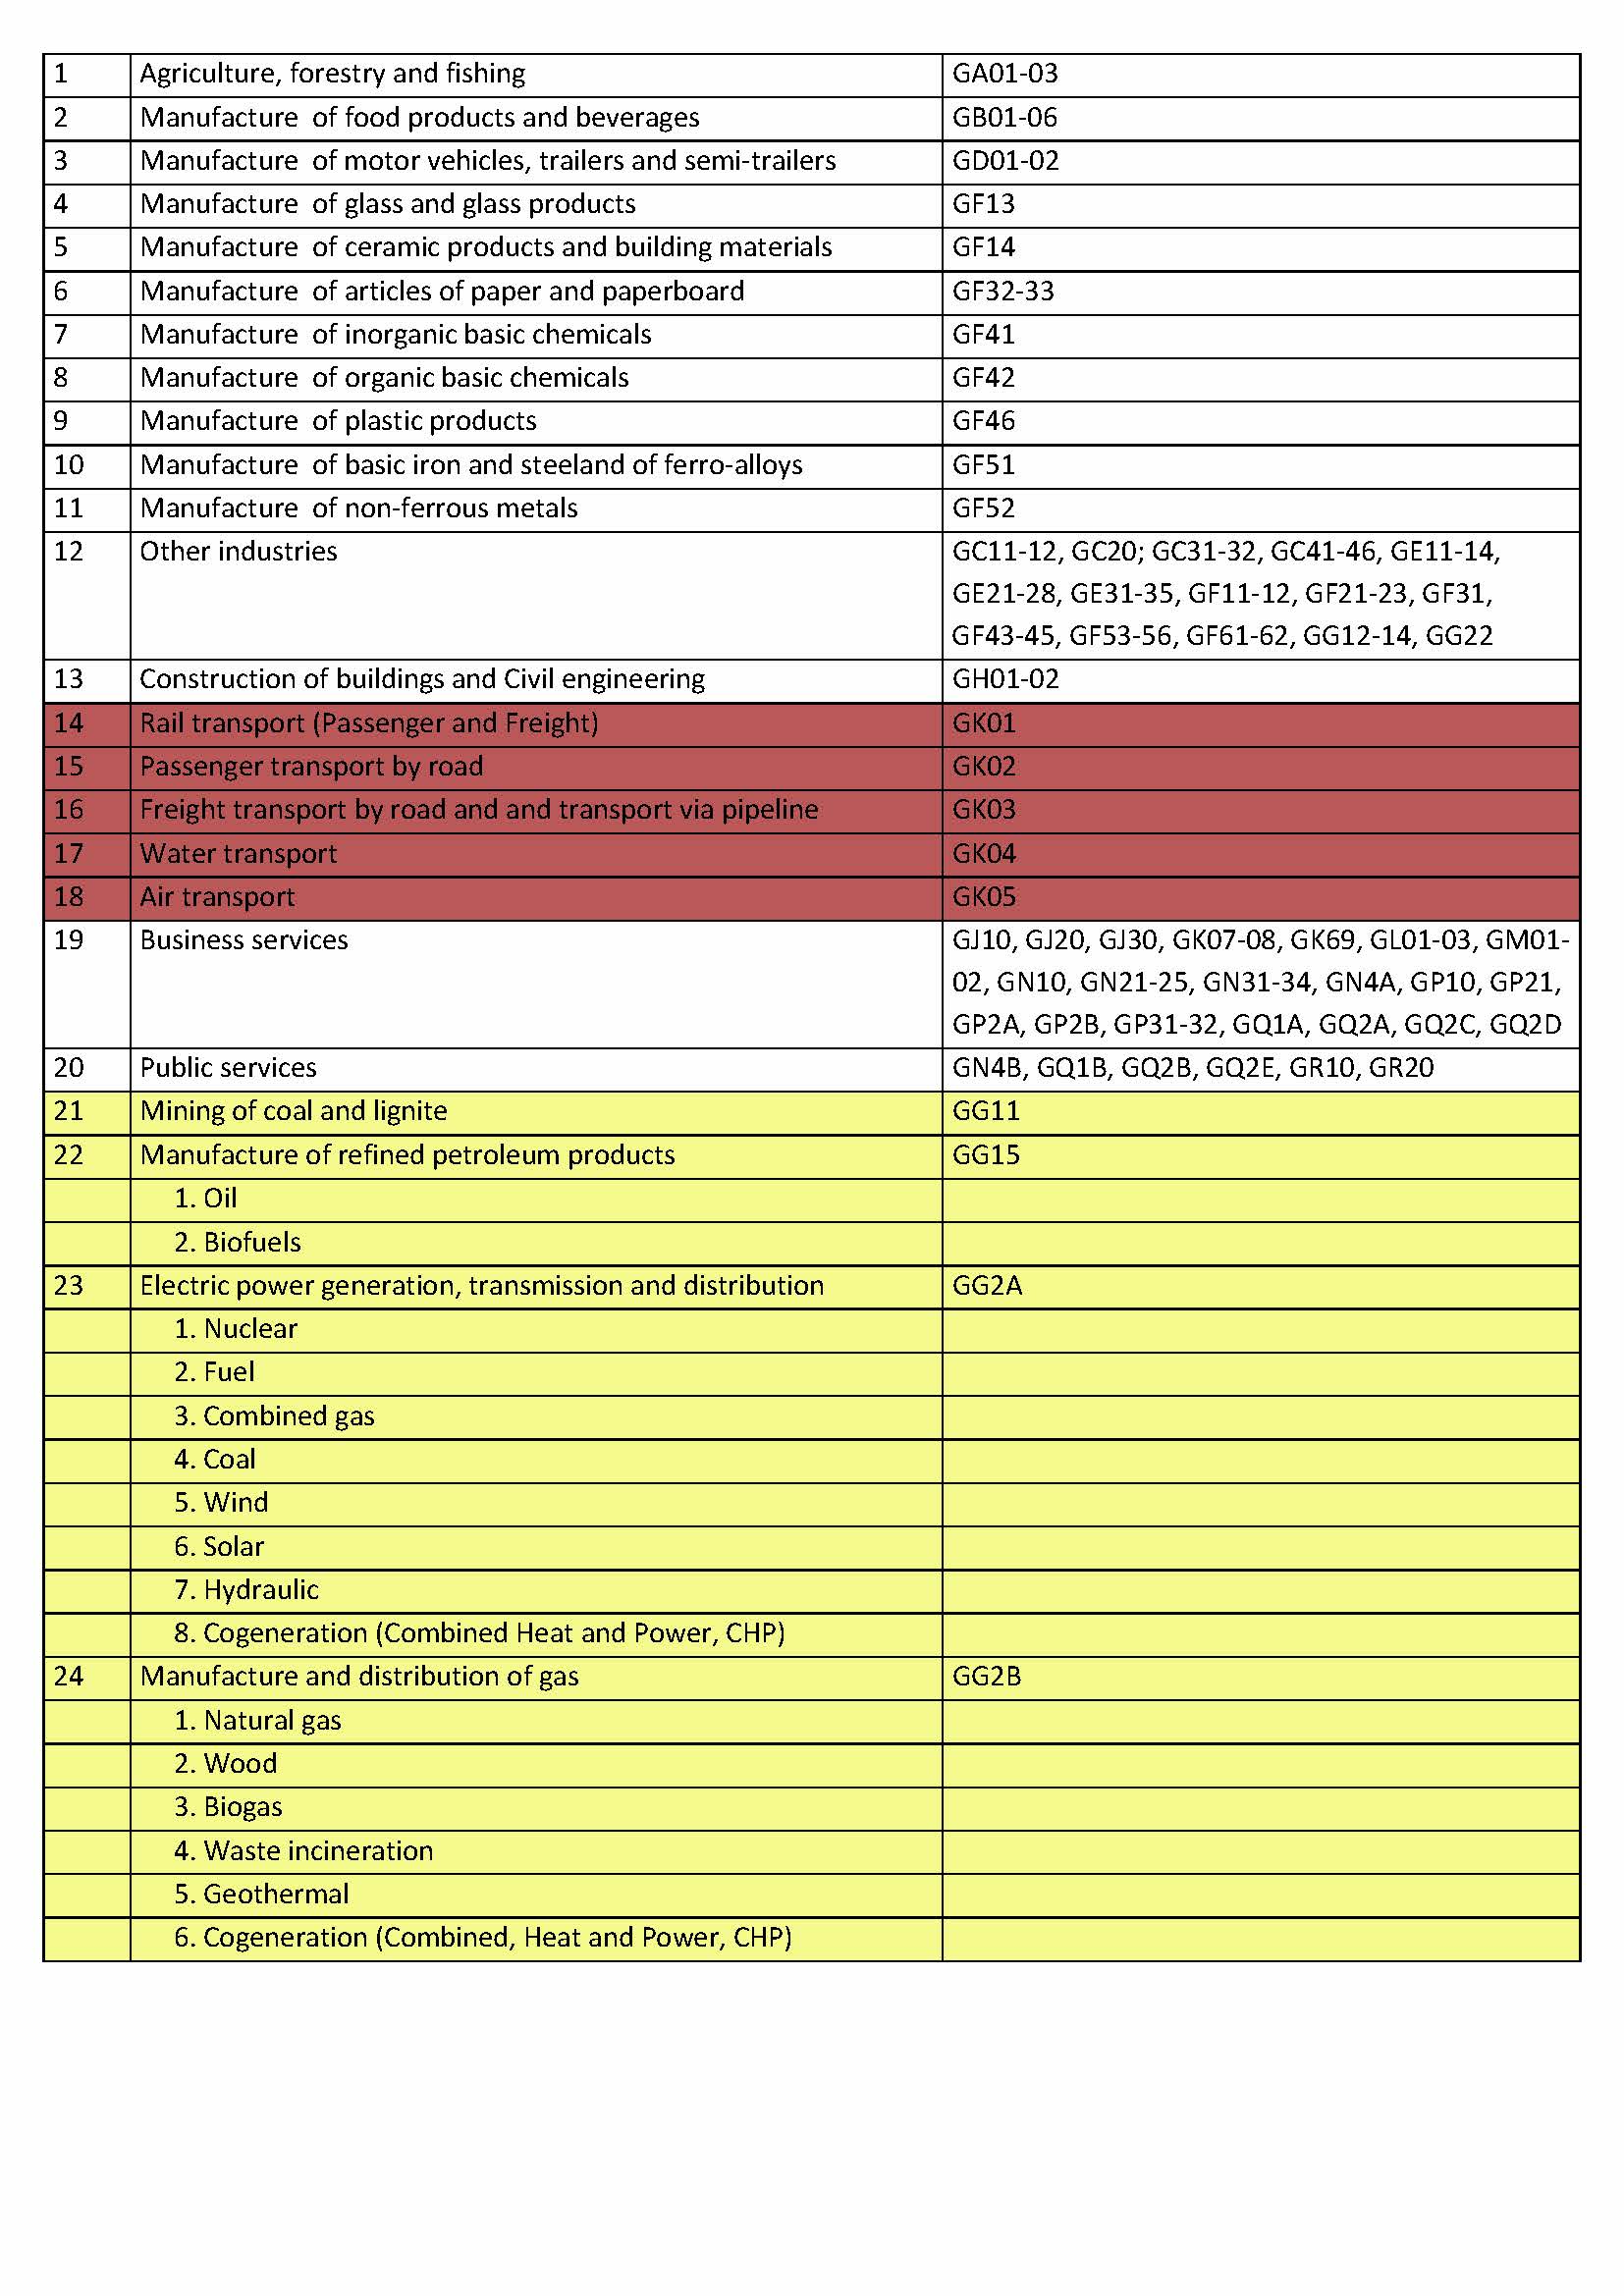 1 Agriculture, forestry and fishing GA01-03
2 Manufacture of food products and beverages GB01-06
3 Manufacture of motor vehicles, trailers and semi-trailers GD01-02
4 Manufacture of glass and glass products GF13
5 Manufacture of ceramic products and building materials GF14
6 Manufacture of articles of paper and paperboard GF32-33
7 Manufacture of inorganic basic chemicals GF41
8 Manufacture of organic basic chemicals GF42
9 Manufacture of plastic products GF46
10 Manufacture of basic iron and steeland of ferro-alloys GF51
11 Manufacture of non-ferrous metals GF52
12 Other industries GC11-12, GC20; GC31-32, GC41-46, GE11-14,
GE21-28, GE31-35, GF11-12, GF21-23, GF31,
GF43-45, GF53-56, GF61-62, GG12-14, GG22
13 Construction of buildings and Civil engineering GH01-02
14 Rail transport (Passenger and Freight) GK01
15 Passenger transport by road GK02
16 Freight transport by road and and transport via pipeline GK03
17 Water transport GK04
18 Air transport GK05
19 Business services GJ10, GJ20, GJ30, GK07-08, GK69, GL01-03, GM01-
02, GN10, GN21-25, GN31-34, GN4A, GP10, GP21,
GP2A, GP2B, GP31-32, GQ1A, GQ2A, GQ2C, GQ2D
20 Public services GN4B, GQ1B, GQ2B, GQ2E, GR10, GR20
21 Mining of coal and lignite GG11
22 Manufacture of refined petroleum products GG15
1. Oil
2. Biofuels
23 Electric power generation, transmission and distribution GG2A
1. Nuclear
2. Fuel
3. Combined gas
4. Coal
5. Wind
6. Solar
7. Hydraulic
8. Cogeneration (Combined Heat and Power, CHP)
24 Manufacture and distribution of gas GG2B
1. Natural gas
2. Wood
3. Biogas
4. Waste incineration
5. Geothermal
6. Cogeneration (Combined, Heat and Power, CHP)